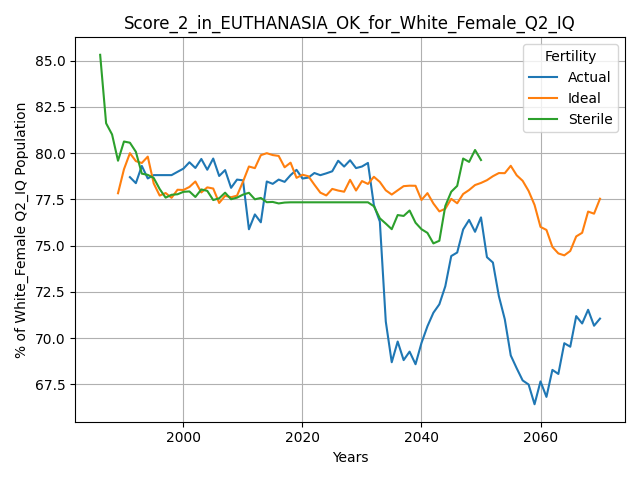 Score_2_in_EUTHANASIA_OK_for_White_Female_Q2_IQ
% of White_Female Q2_IQ Population
85.0
82.5
80.0
77.5
75.0
72.5
70.0
67.5
Fertility
Actual
Ideal
Sterile
2000
2020
2040
2060
Years